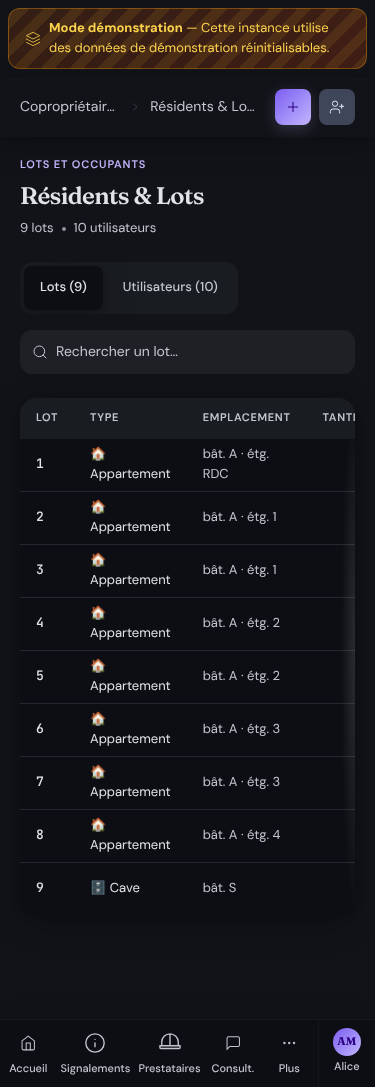 Mode démonstration — Cette instance utilise
des données de démonstration réinitialisables.
Copropriétair... > Résidents & Lo...
LOTS ET OCCUPANTS
Résidents & Lots
9 lots • 10 utilisateurs
Lots (9) Utilisateurs (10)
Rechercher un lot...
LOT TYPE EMPLACEMENT TANTI
1 Appartement bât. A · étg. RDC
2 Appartement bât. A · étg. 1
3 Appartement bât. A · étg. 1
4 Appartement bât. A · étg. 2
5 Appartement bât. A · étg. 2
6 Appartement bât. A · étg. 3
7 Appartement bât. A · étg. 3
8 Appartement bât. A · étg. 4
9 Cave bât. S
Accueil Signalements Prestataires Consult. Plus AM Alice